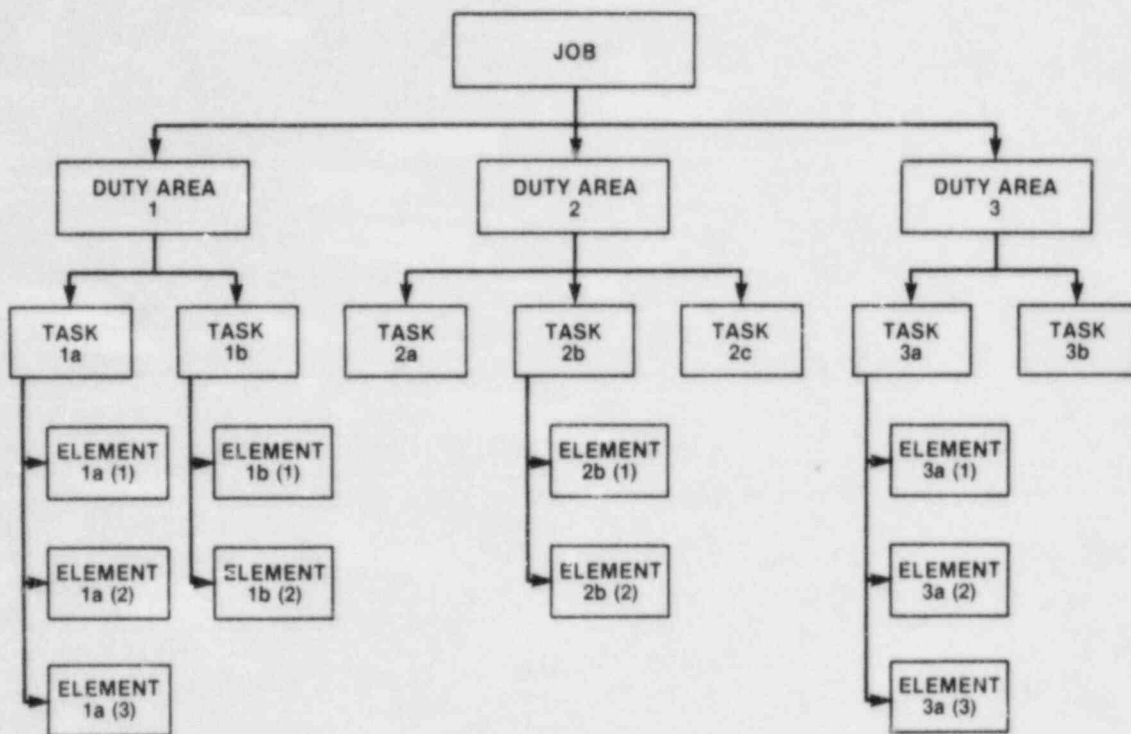 JOB
DUTY AREA
1
DUTY AREA
2
DUTY AREA
3
TASK
1a
TASK
1b
TASK
2a
TASK
2b
TASK
2c
TASK
3a
TASK
3b
ELEMENT
1a (1)
ELEMENT
1b (1)
ELEMENT
2b (1)
ELEMENT
3a (1)
ELEMENT
1a (2)
ELEMENT
1b (2)
ELEMENT
2b (2)
ELEMENT
3a (2)
ELEMENT
1a (3)
ELEMENT
3a (3)